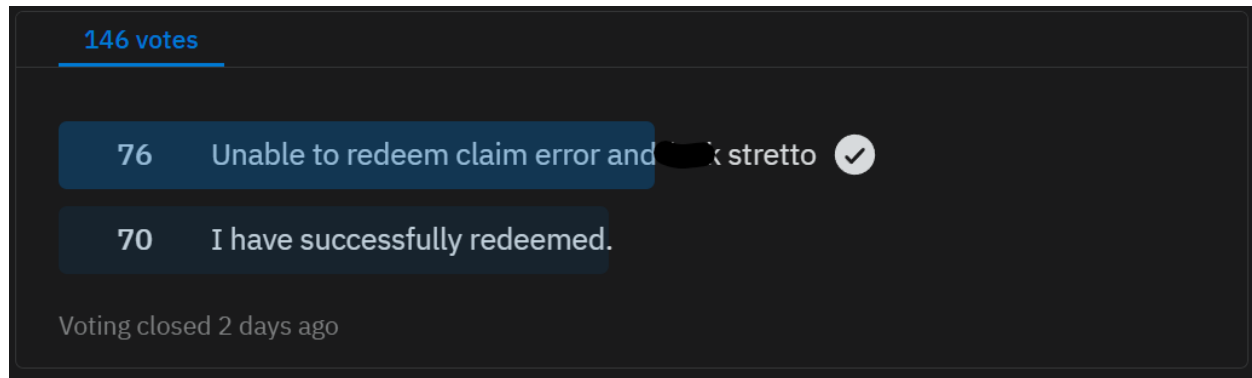 146 votes
76 Unable to redeem claim error and stretto
70 I have successfully redeemed.
Voting closed 2 days ago